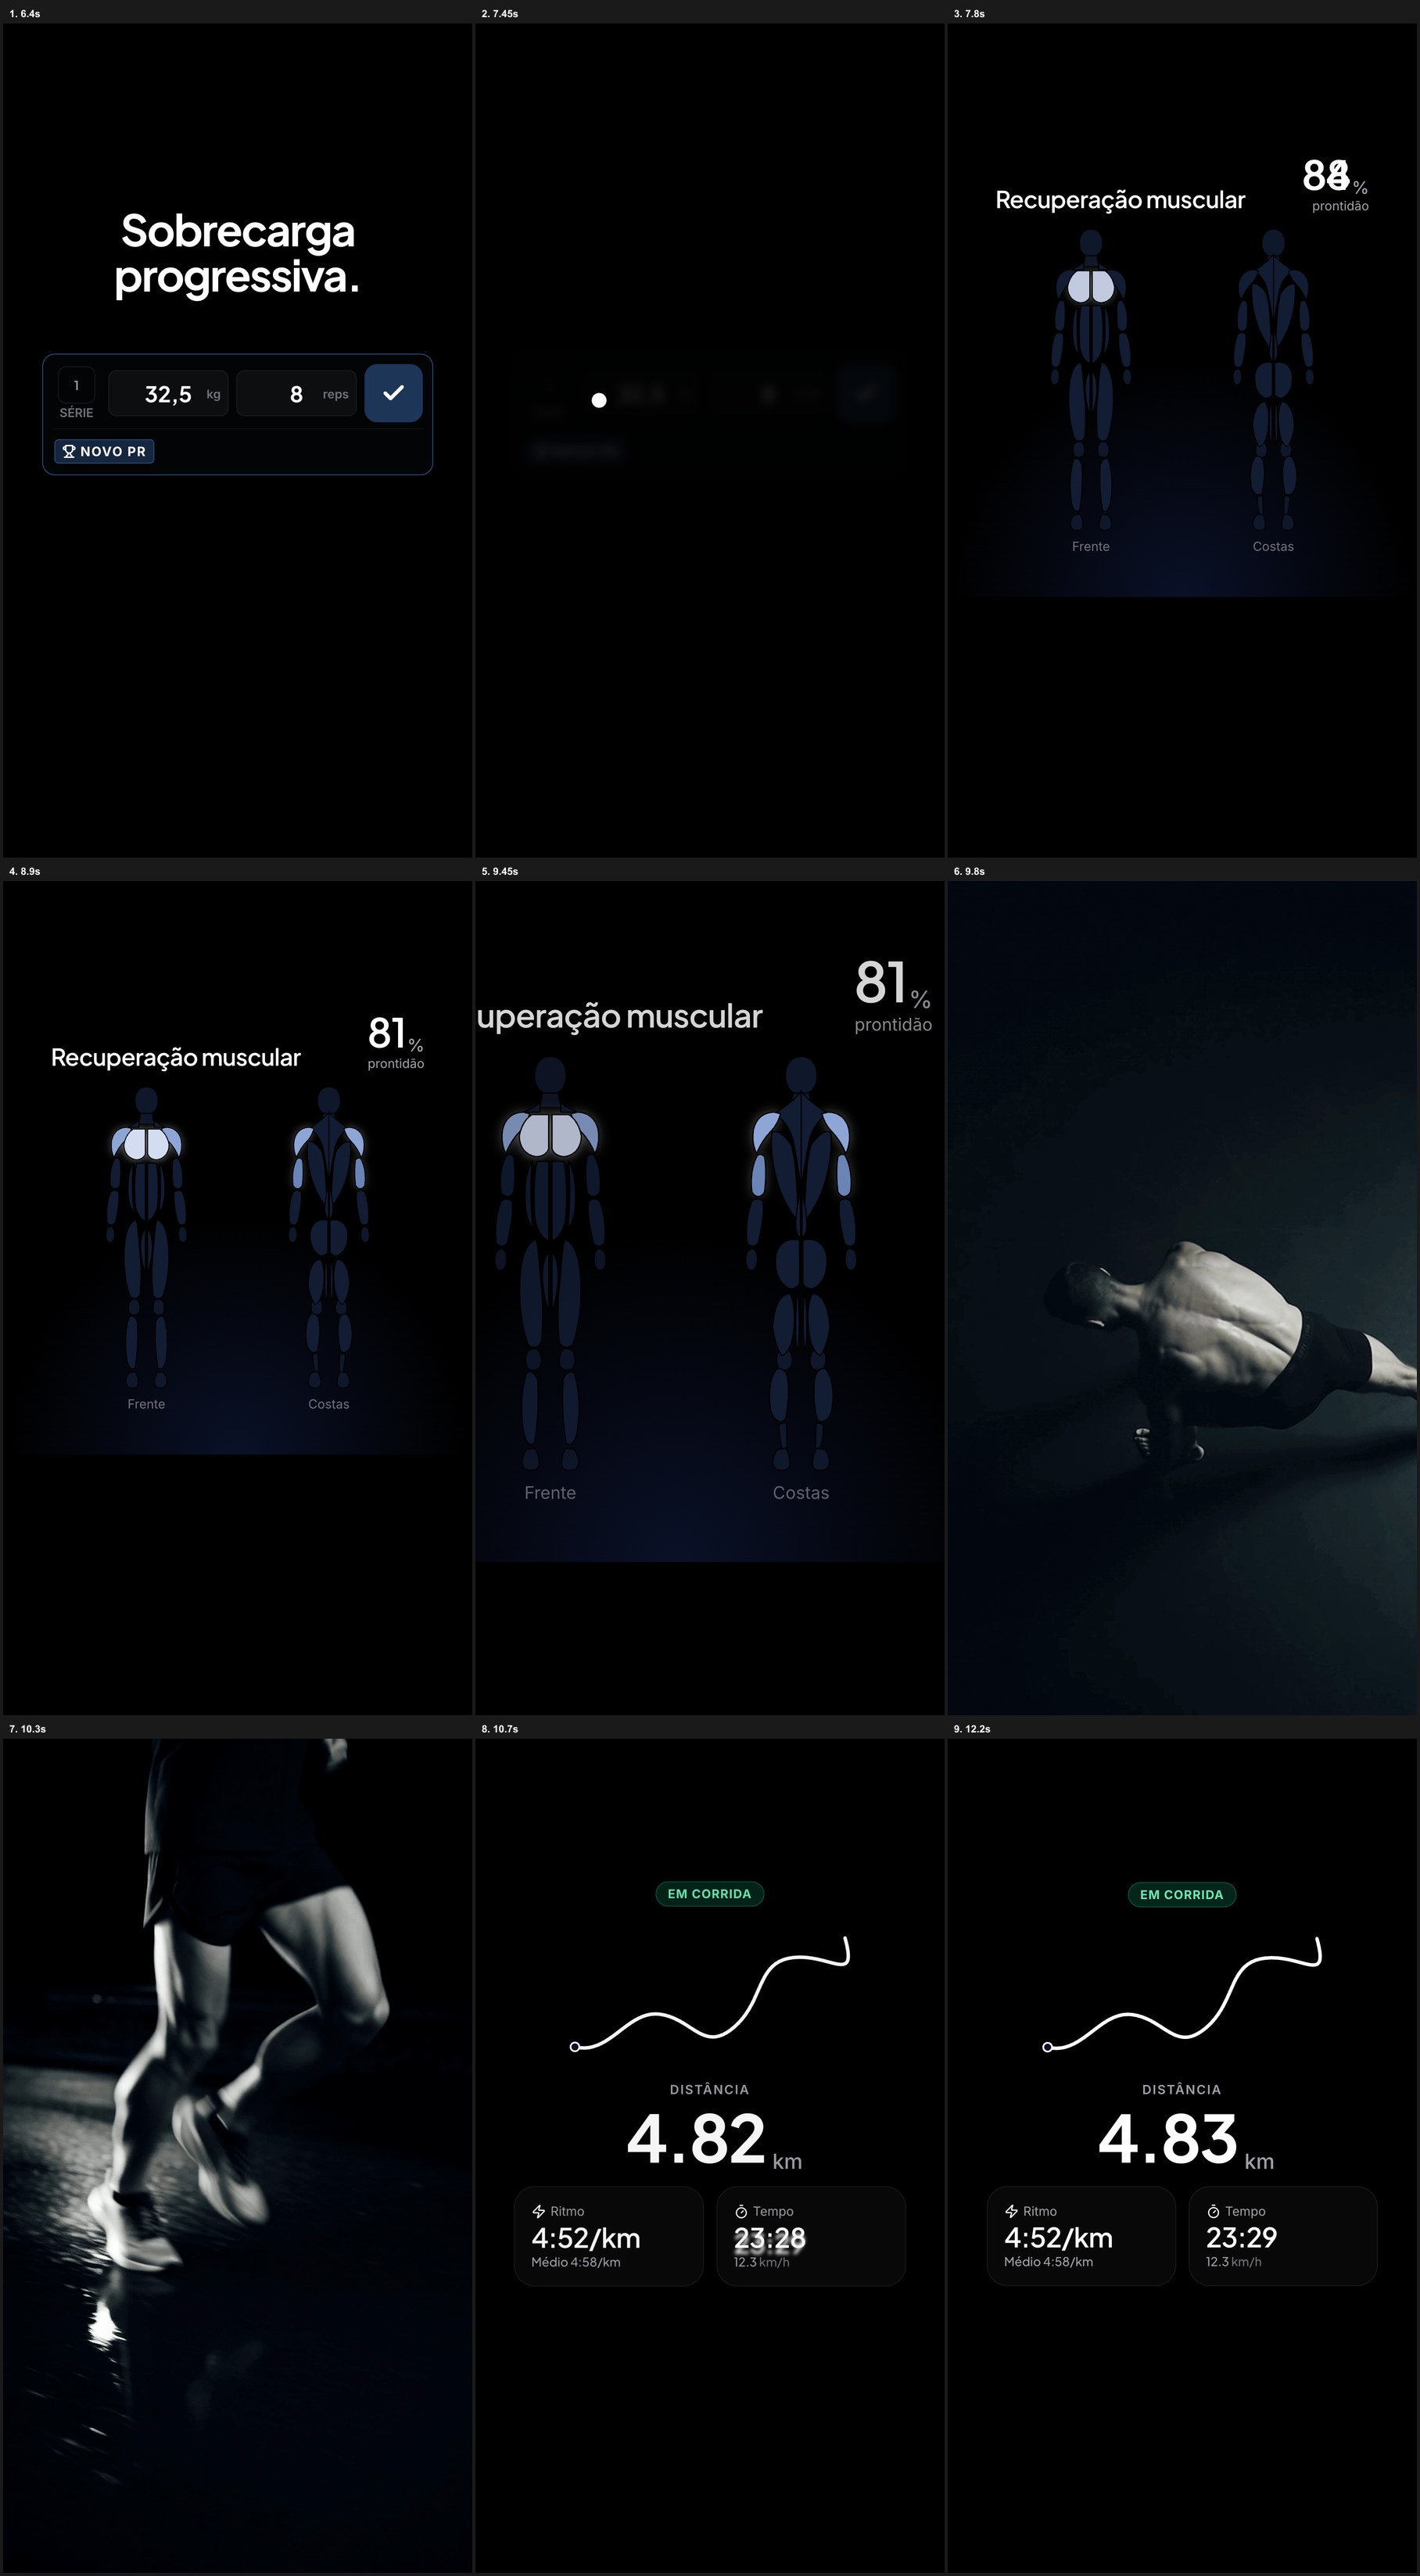 1. 6.4s
2. 7.45s
3. 7.8s
Sobrecarga
progressiva.
1
SÉRIE
32,5 kg
8 reps
NOVO PR
%
Recuperação muscular
prontidão
Frente
Costas
4. 8.9s
5. 9.45s
6. 9.8s
81%
Recuperação muscular
prontidão
Frente
Costas
81%
uperação muscular
prontidão
Frente
Costas
7. 10.3s
8. 10.7s
9. 12.2s
EM CORRIDA
DISTÂNCIA
4.82 km
Ritmo
4:52/km
Médio 4:58/km
Tempo
23:28
12.3 km/h
EM CORRIDA
DISTÂNCIA
4.83 km
Ritmo
4:52/km
Médio 4:58/km
Tempo
23:29
12.3 km/h